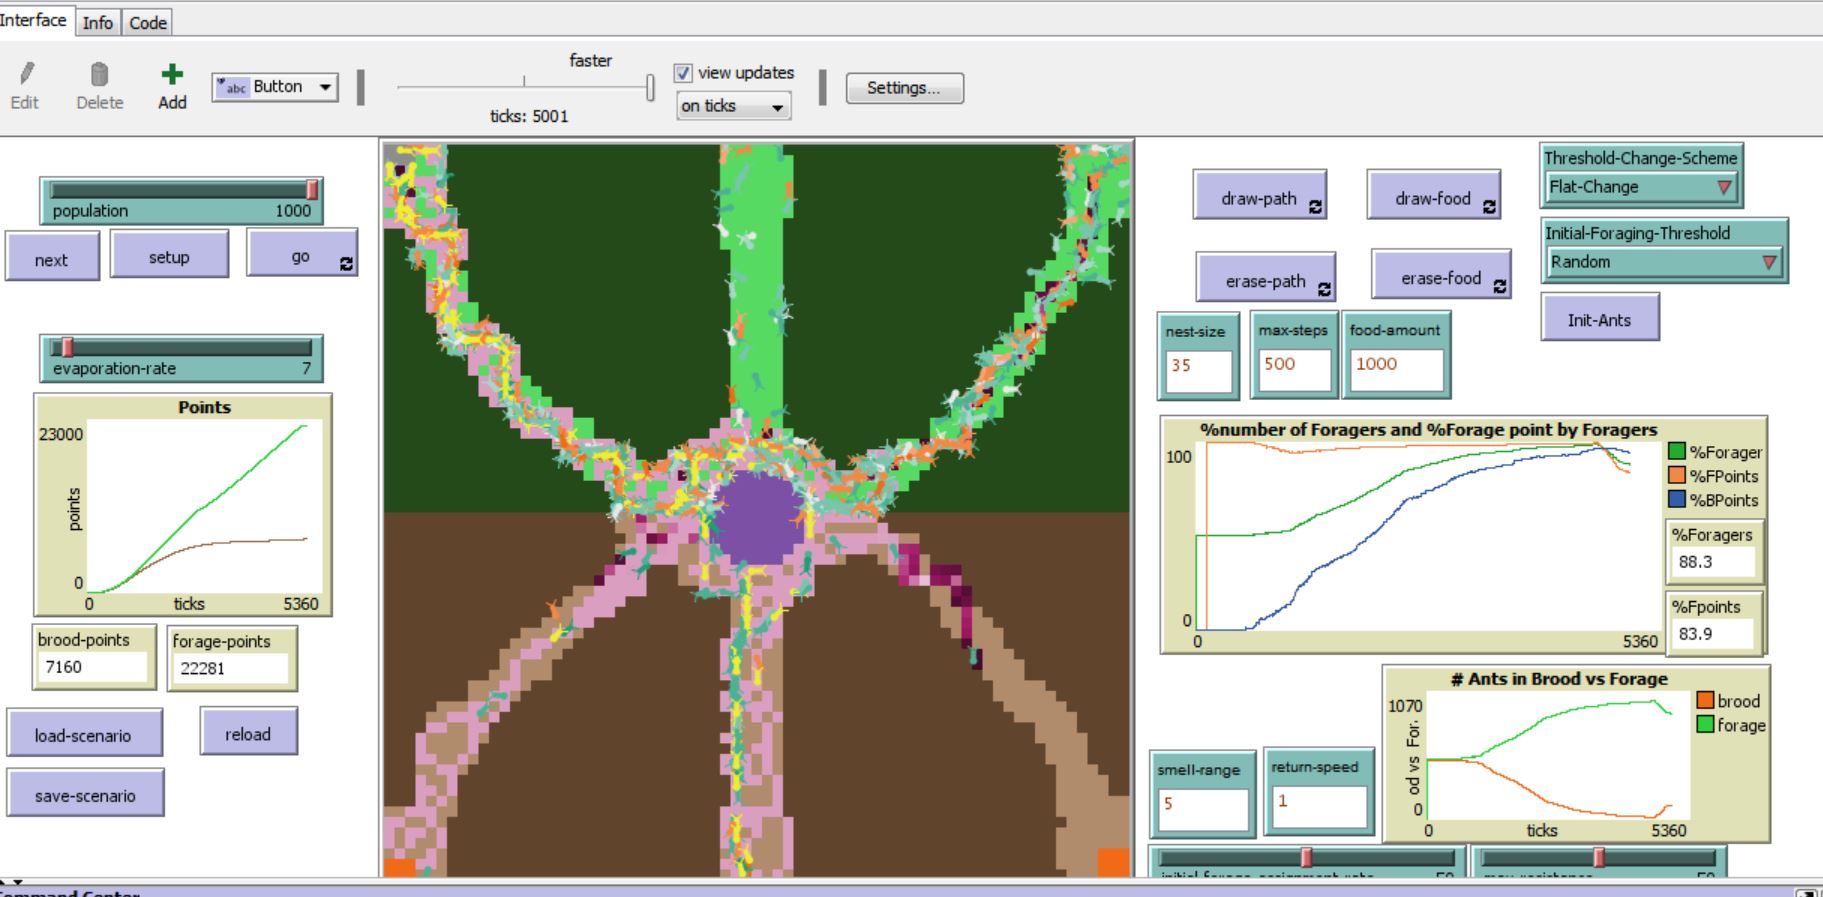 Interface Info Code
Edit
Delete
Add
abc Button
faster
ticks: 5001
view updates
on ticks
Settings...
population 1000
next
setup
go
evaporation-rate 7
Points
23000
points
0
0 ticks 5360
brood-points
7160
forage-points
22281
load-scenario
reload
save-scenario
draw-path
draw-food
erase-path
erase-food
Threshold-Change-Scheme
Flat-Change
Initial-Foraging-Threshold
Random
Init-Ants
nest-size
35
max-steps
500
food-amount
1000
%number of Foragers and %Forage point by Foragers
100
0
0 5360
%Forager
%FPoints
%BPoints
%Foragers
88.3
%Fpoints
83.9
# Ants in Brood vs Forage
1070
od vs For.
0
0 ticks 5360
brood
forage
smell-range
5
return-speed
1